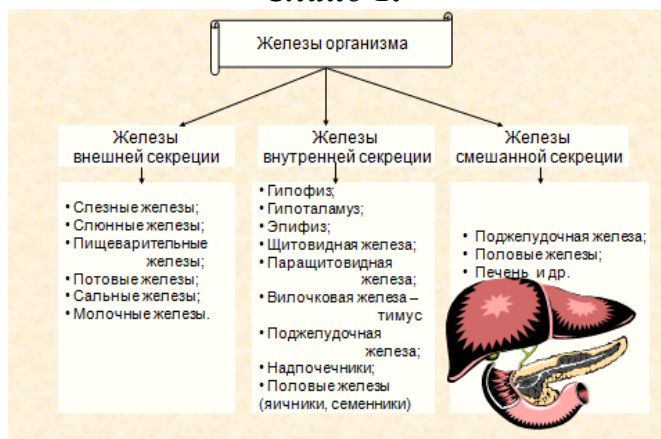 Железы организма
Железы
внешней секреции
Слезные железы;
Слюнные железы;
Пищеварительные
железы;
Потовые железы;
Сальные железы;
Молочные железы.
Железы
внутренней секреции
Гипофиз;
Гипоталамуз;
Эпифиз;
Щитовидная железа;
Паращитовидная
железа;
Вилочковая железа –
тимус
Поджелудочная
железа;
Надпочечники;
Половые железы
(яичники, семенники)
Железы
смешанной секреции
Поджелудочная железа;
Половые железы;
Печень и др.